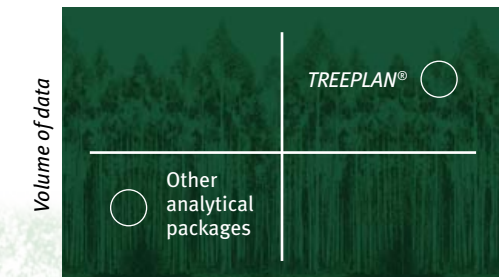 Volume of data
TREEPLAN®
Other
analytical
packages